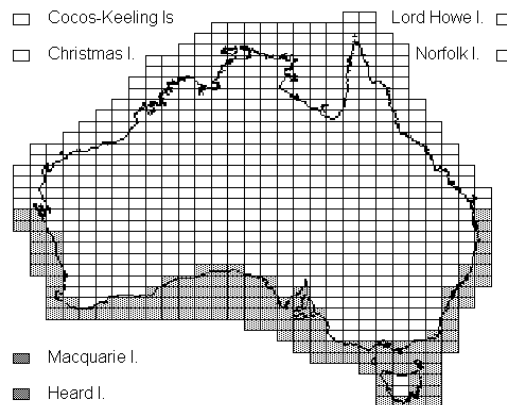 Cocos-Keeling Is
Lord Howe I.
Christmas I.
Norfolk I.
Macquarie I.
Heard I.